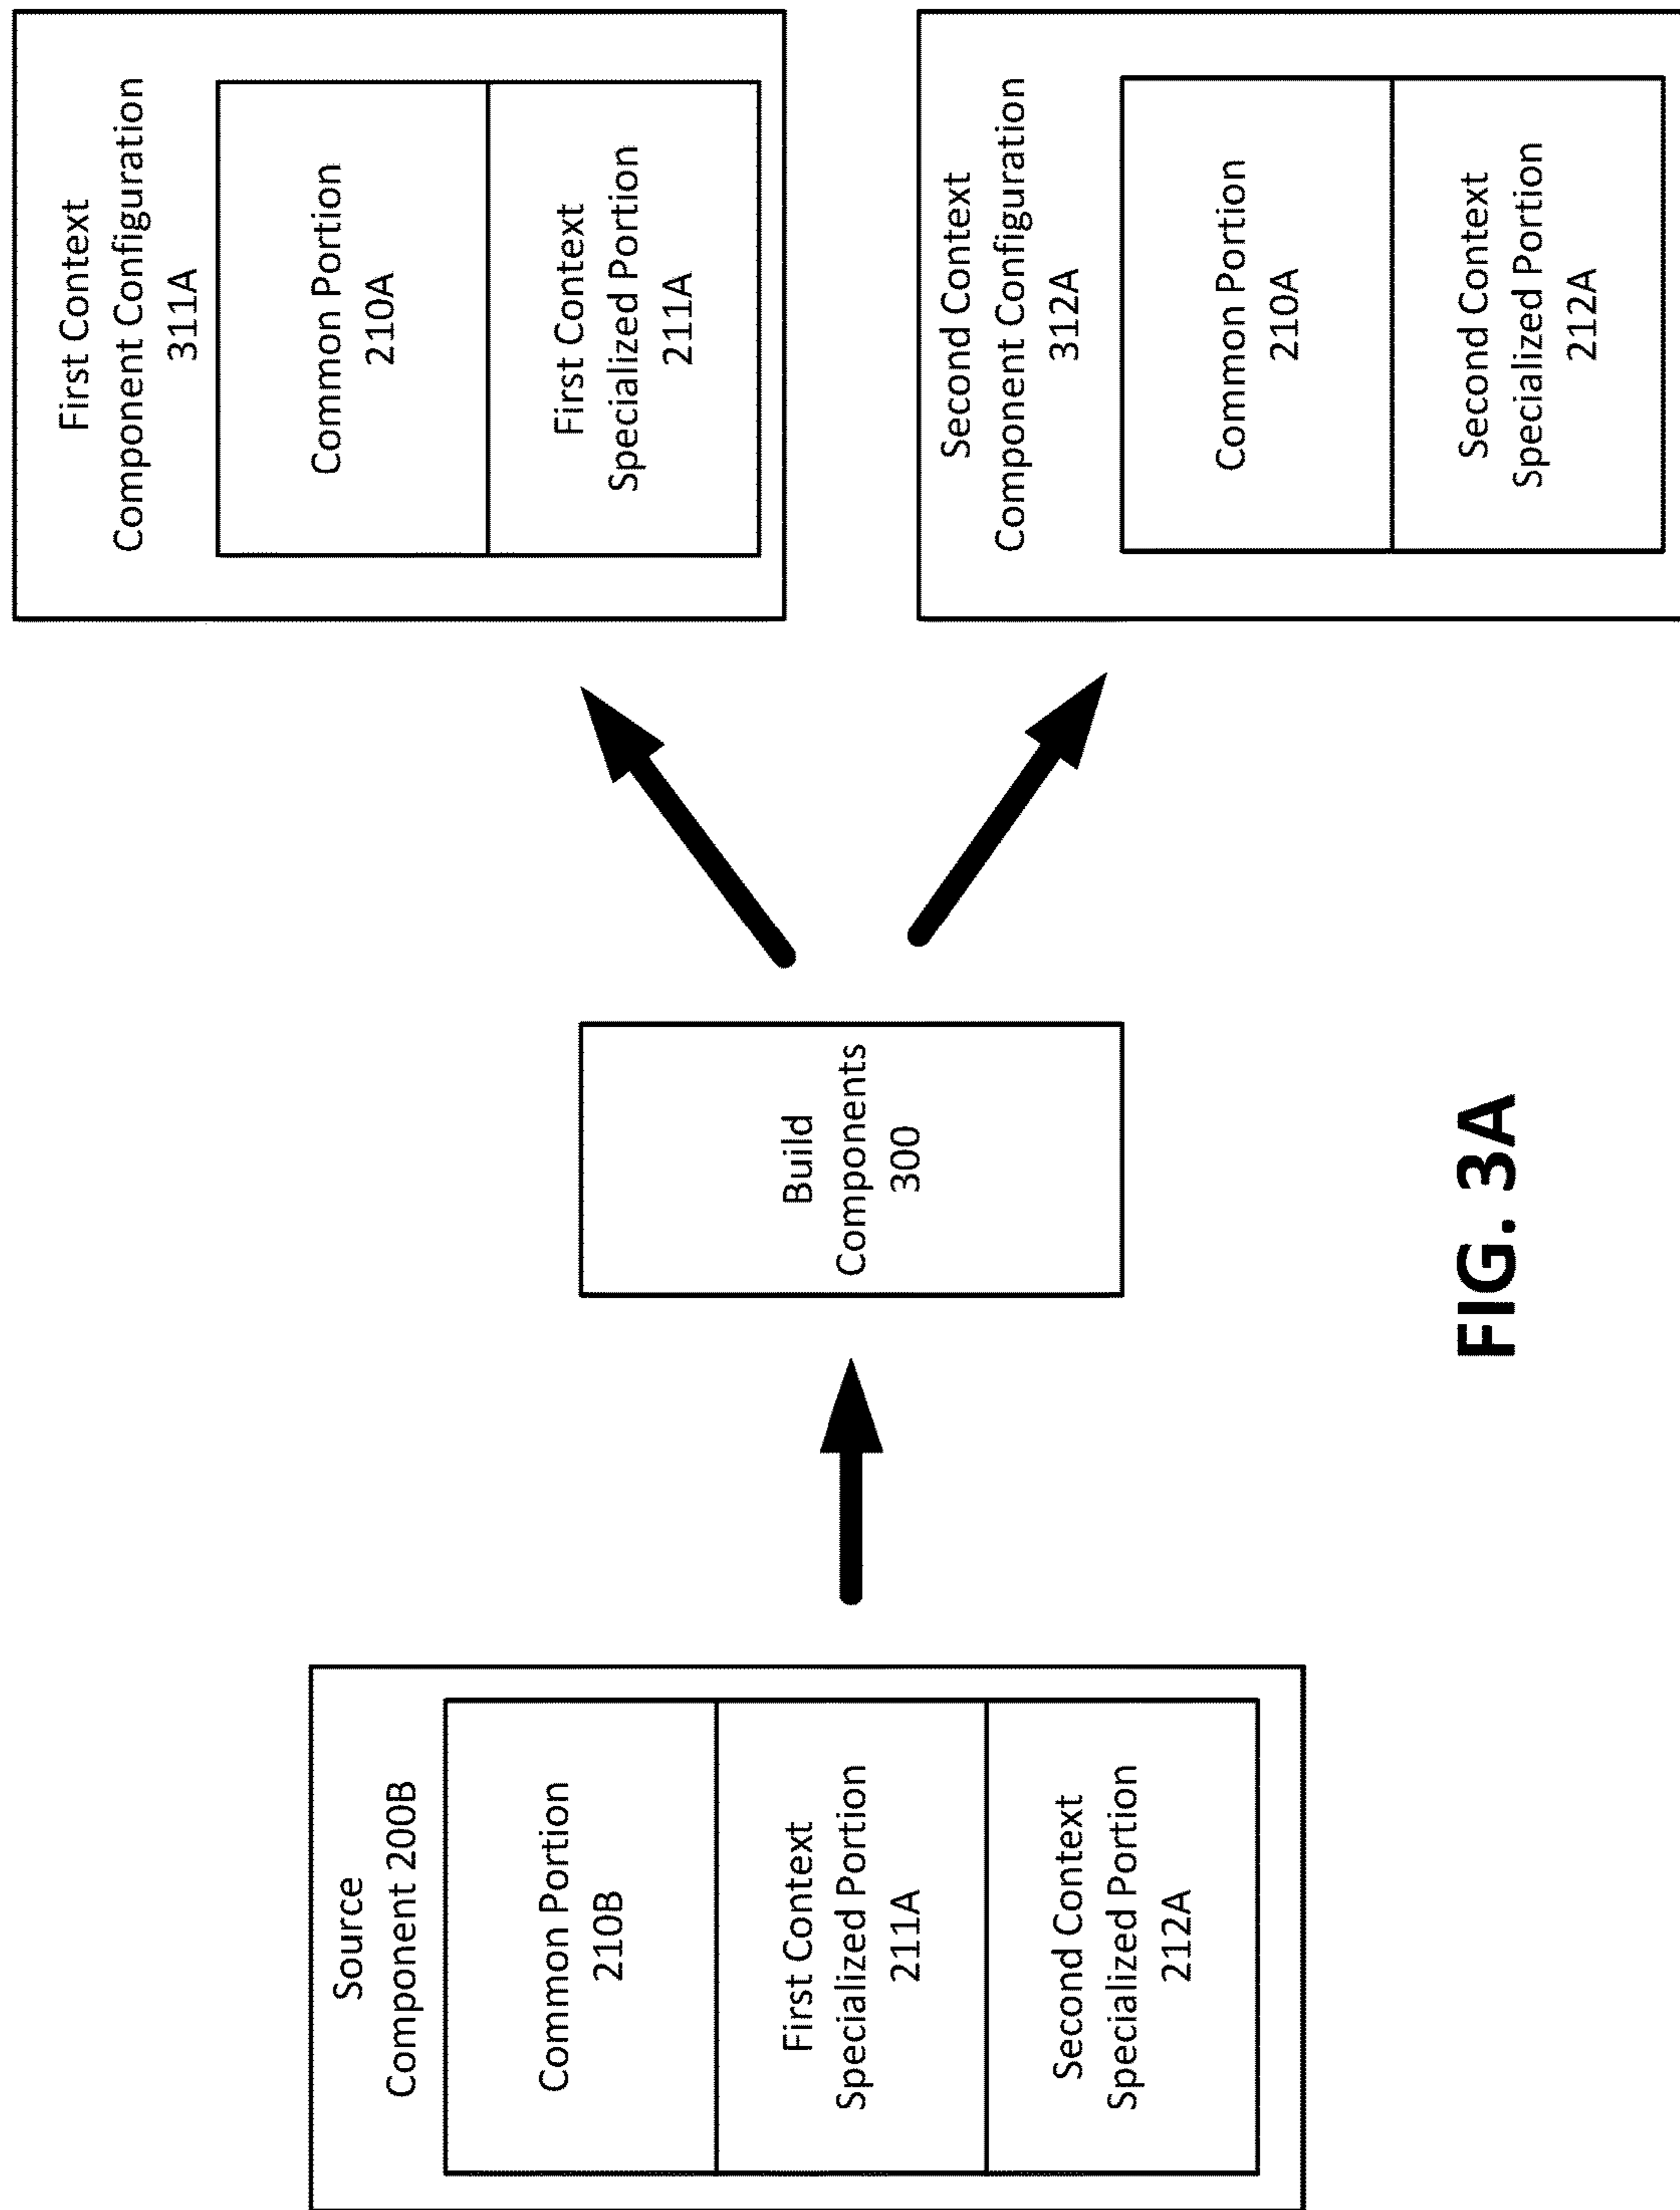 Source
Component 200B
Common Portion
210B
First Context
Specialized Portion
211A
Second Context
Specialized Portion
212A
Build
Components
300
First Context
Component Configuration
311A
Common Portion
210A
First Context
Specialized Portion
211A
Second Context
Component Configuration
312A
Common Portion
210A
Second Context
Specialized Portion
212A
FIG. 3A